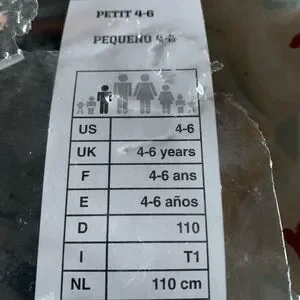 PETIT 4-6
PEQUEÑO 4-6
US 4-6
UK 4-6 years
F 4-6 ans
E 4-6 años
D 110
I T1
NL 110 cm